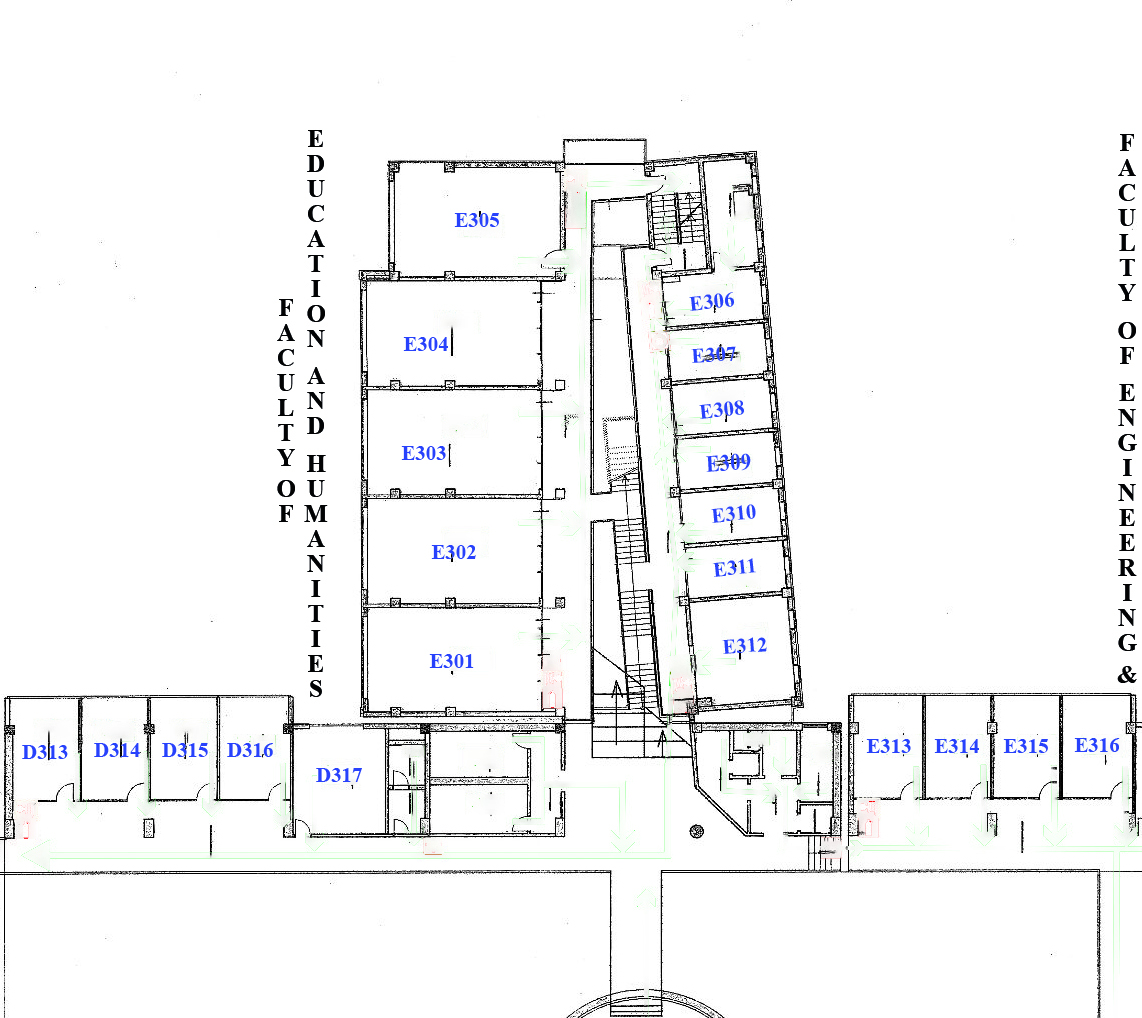 FACULTY OF
EDUCATION AND HUMANITIES
FACULTY OF ENGINEERING &
E305
E304
E303
E302
E301
E306
E307
E308
E309
E310
E311
E312
D313
D314
D315
D316
D317
E313
E314
E315
E316